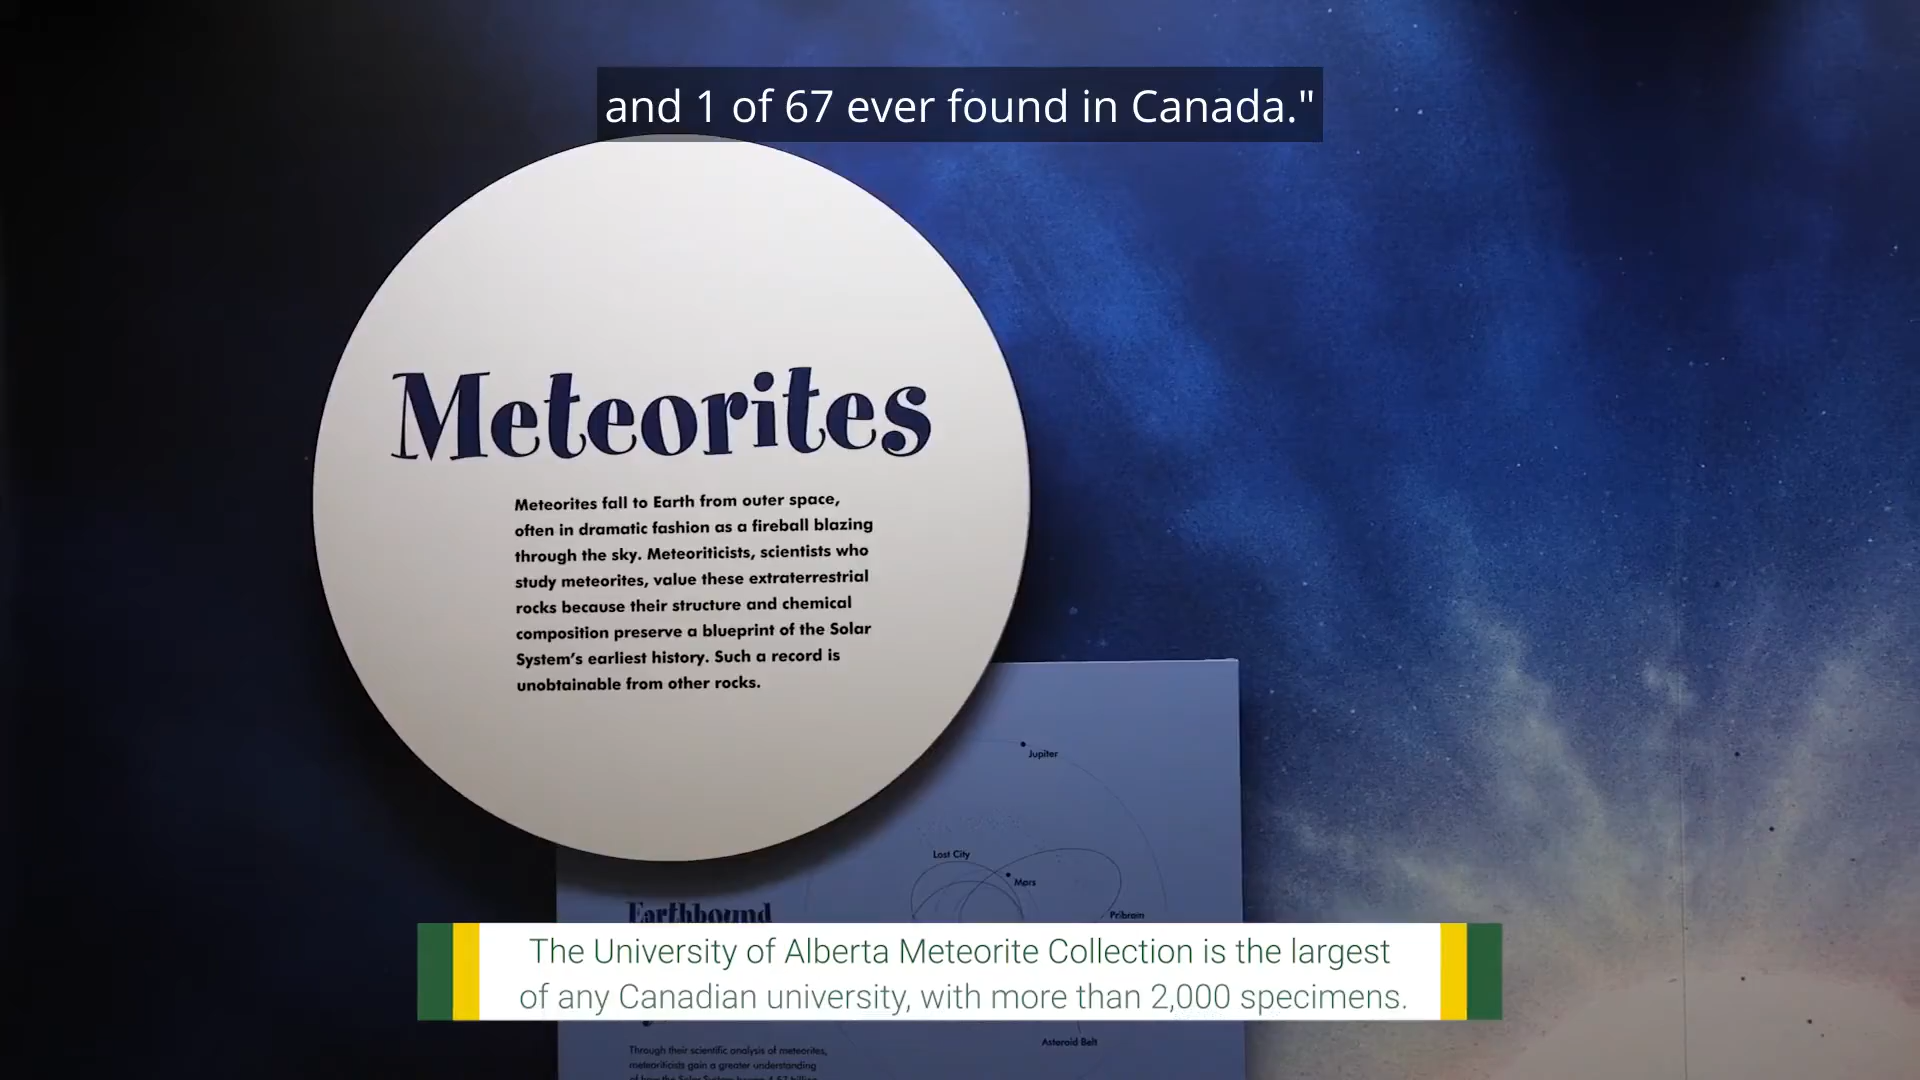 and 1 of 67 ever found in Canada."
Meteorites
Meteorites fall to Earth from outer space,
often in dramatic fashion as a fireball blazing
through the sky. Meteoriticists, scientists who
study meteorites, value these extraterrestrial
rocks because their structure and chemical
composition preserve a blueprint of the Solar
System's earliest history. Such a record is
unobtainable from other rocks.
Jupiter
Lost City
Mars
Pribram
Earthbound
The University of Alberta Meteorite Collection is the largest
of any Canadian university, with more than 2,000 specimens.
Asteroid Belt
Through their scientific analysis of meteorites,
meteoriticists gain a greater understanding